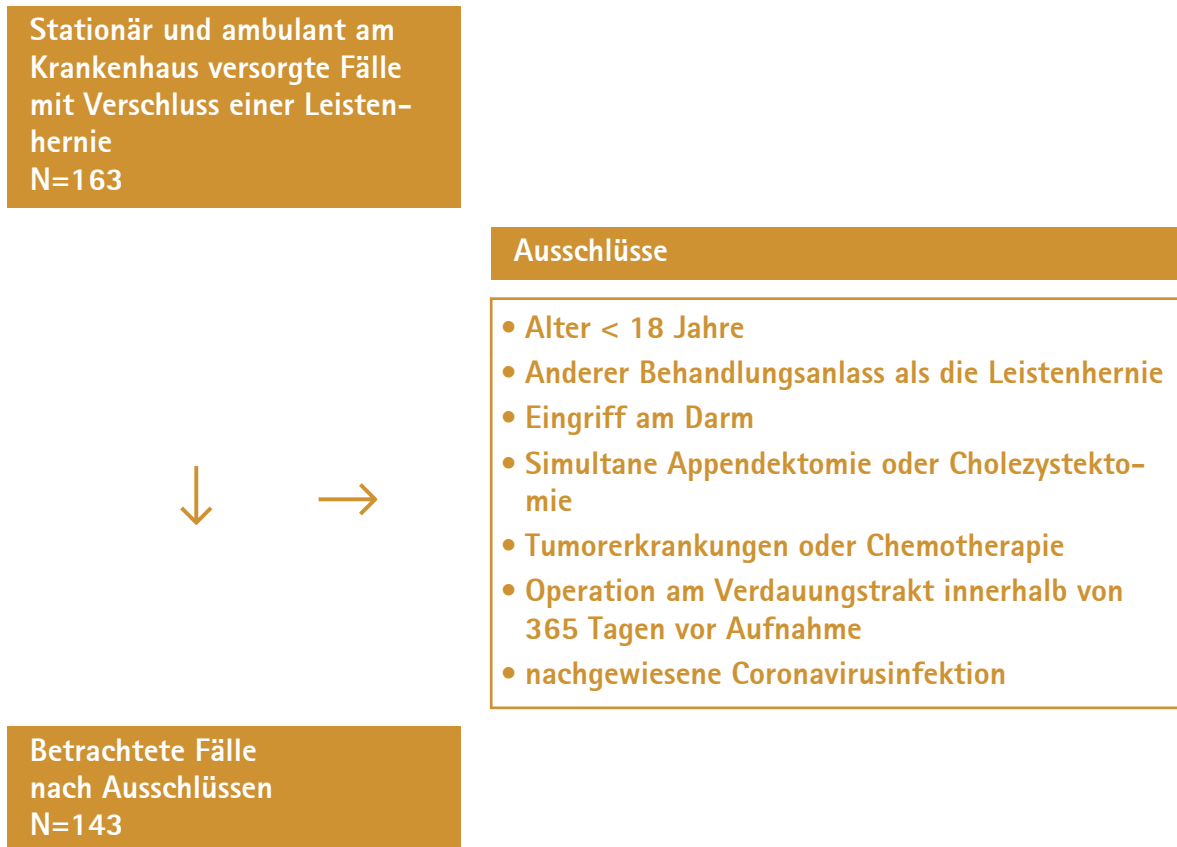 Stationär und ambulant am
Krankenhaus versorgte Fälle
mit Verschluss einer Leisten-
hernie
N=163
Ausschlüsse
• Alter < 18 Jahre
• Anderer Behandlungsanlass als die Leistenhernie
• Eingriff am Darm
• Simultane Appendektomie oder Cholezystekto-
mie
• Tumorerkrankungen oder Chemotherapie
• Operation am Verdauungstrakt innerhalb von
365 Tagen vor Aufnahme
• nachgewiesene Coronavirusinfektion
Betrachtete Fälle
nach Ausschlüssen
N=143